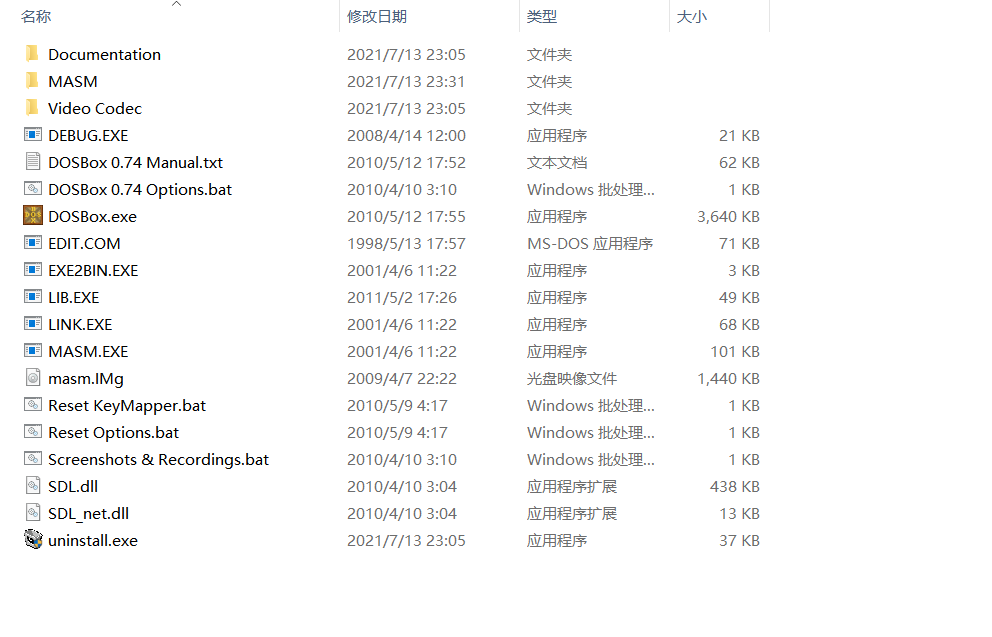 名称 修改日期 类型 大小
Documentation 2021/7/13 23:05 文件夹
MASM 2021/7/13 23:31 文件夹
Video Codec 2021/7/13 23:05 文件夹
DEBUG.EXE 2008/4/14 12:00 应用程序 21 KB
DOSBox 0.74 Manual.txt 2010/5/12 17:52 文本文档 62 KB
DOSBox 0.74 Options.bat 2010/4/10 3:10 Windows 批处理... 1 KB
DOSBox.exe 2010/5/12 17:55 应用程序 3,640 KB
EDIT.COM 1998/5/13 17:57 MS-DOS 应用程序 71 KB
EXE2BIN.EXE 2001/4/6 11:22 应用程序 3 KB
LIB.EXE 2011/5/2 17:26 应用程序 49 KB
LINK.EXE 2001/4/6 11:22 应用程序 68 KB
MASM.EXE 2001/4/6 11:22 应用程序 101 KB
masm.IMg 2009/4/7 22:22 光盘映像文件 1,440 KB
Reset KeyMapper.bat 2010/5/9 4:17 Windows 批处理... 1 KB
Reset Options.bat 2010/5/9 4:17 Windows 批处理... 1 KB
Screenshots & Recordings.bat 2010/4/10 3:10 Windows 批处理... 1 KB
SDL.dll 2010/4/10 3:04 应用程序扩展 438 KB
SDL_net.dll 2010/4/10 3:04 应用程序扩展 13 KB
uninstall.exe 2021/7/13 23:05 应用程序 37 KB